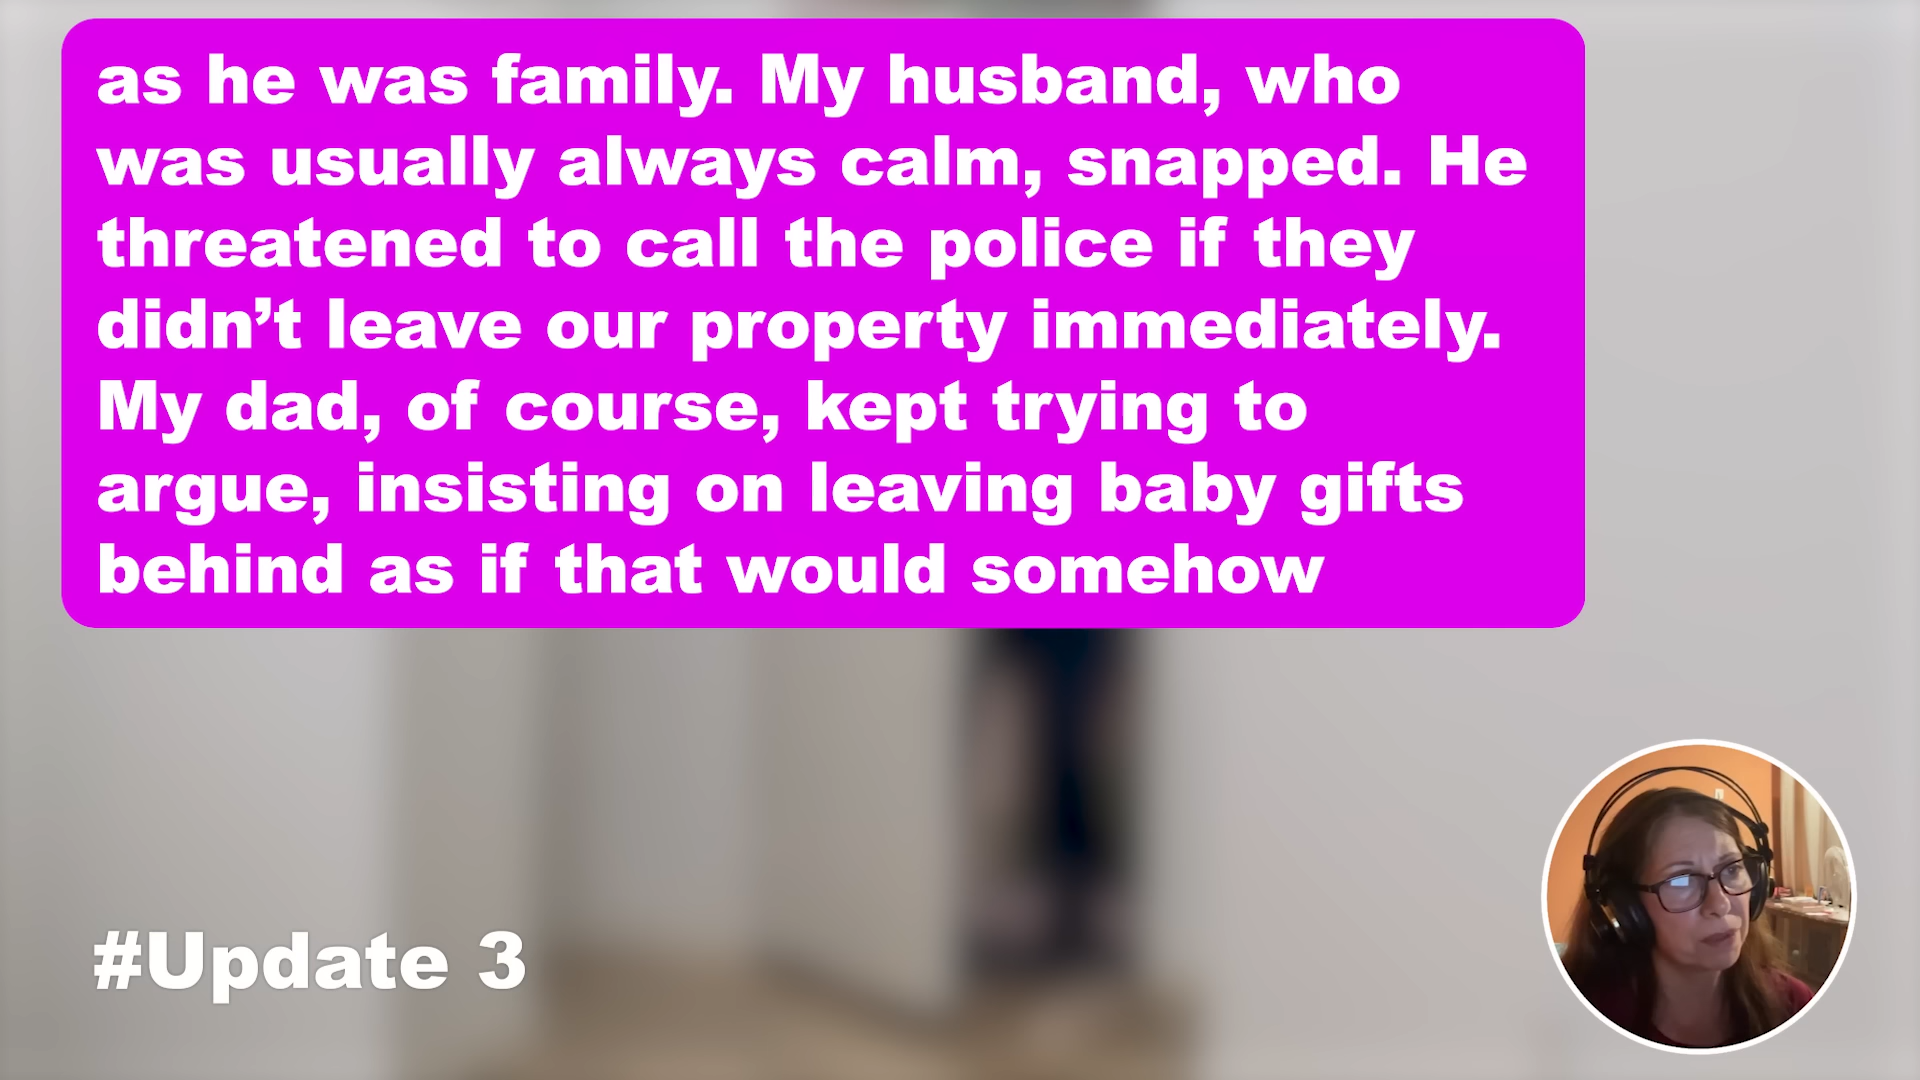 as he was family. My husband, who
was usually always calm, snapped. He
threatened to call the police if they
didn’t leave our property immediately.
My dad, of course, kept trying to
argue, insisting on leaving baby gifts
behind as if that would somehow
#Update 3